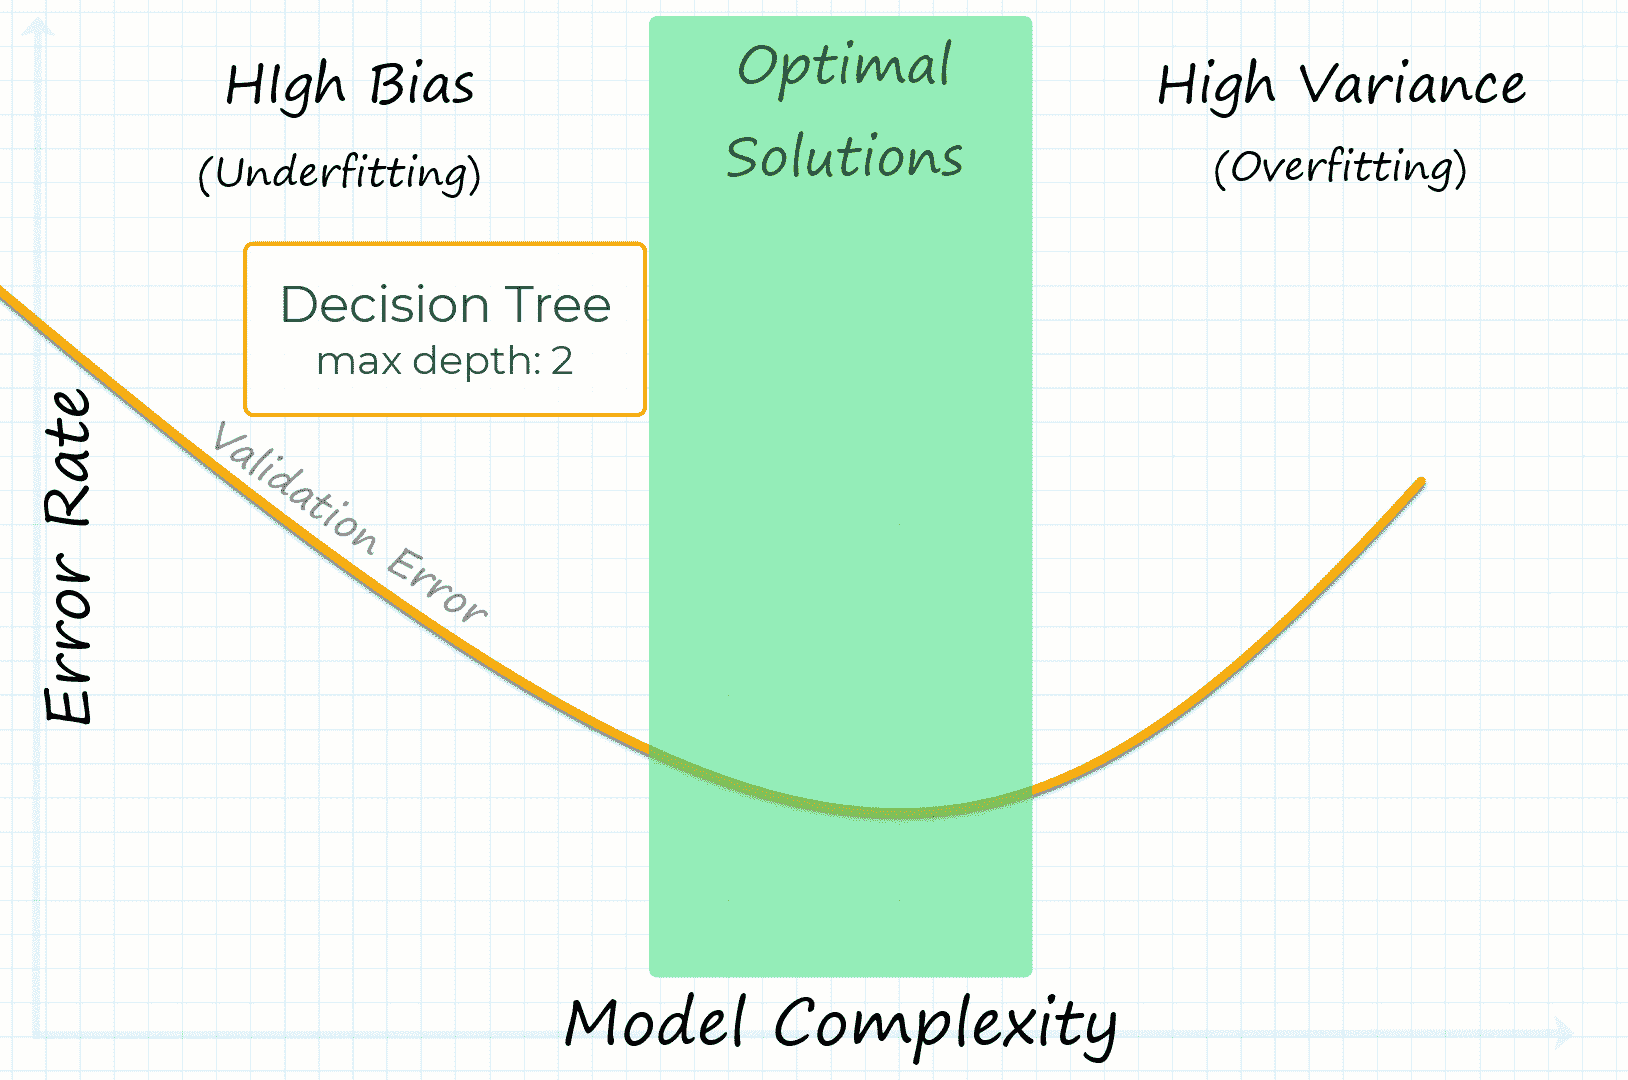 HIgh Bias
(Underfitting)
Optimal
Solutions
High Variance
(Overfitting)
Decision Tree
max depth: 2
Validation Error
Error Rate
Model Complexity